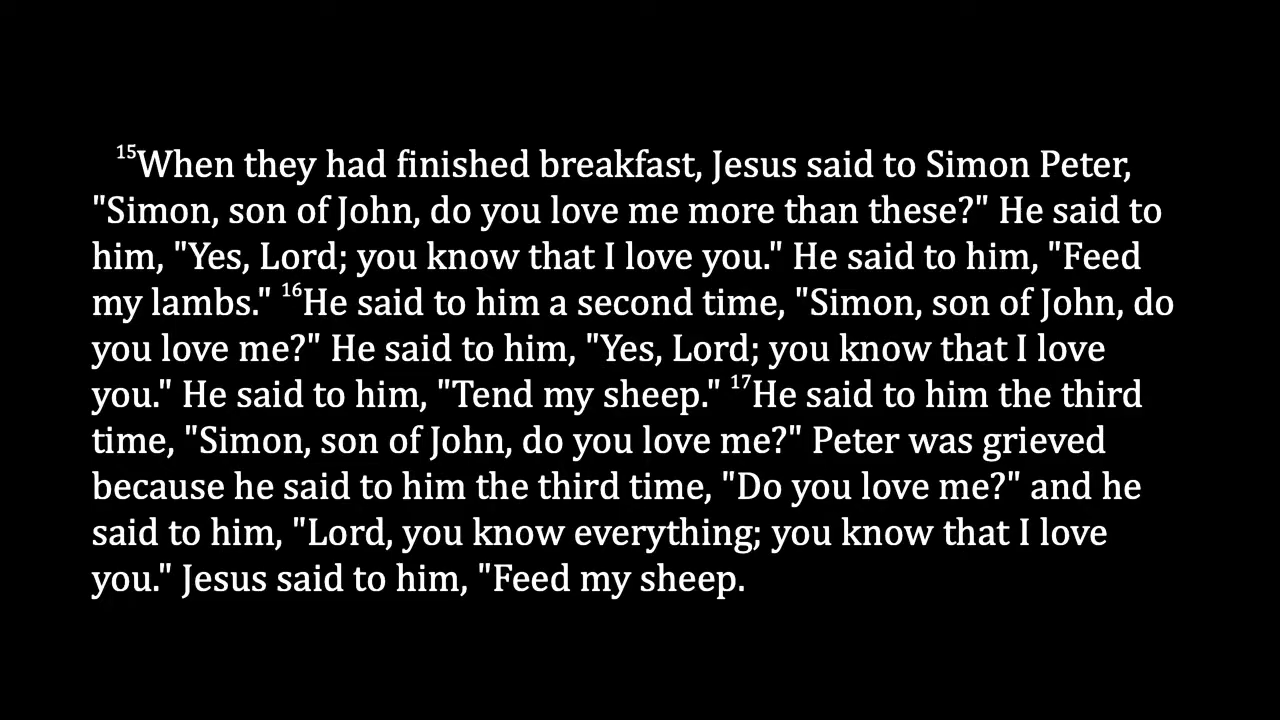 15When they had finished breakfast, Jesus said to Simon Peter,
"Simon, son of John, do you love me more than these?" He said to
him, "Yes, Lord; you know that I love you." He said to him, "Feed
my lambs." 16He said to him a second time, "Simon, son of John, do
you love me?" He said to him, "Yes, Lord; you know that I love
you." He said to him, "Tend my sheep." 17He said to him the third
time, "Simon, son of John, do you love me?" Peter was grieved
because he said to him the third time, "Do you love me?" and he
said to him, "Lord, you know everything; you know that I love
you." Jesus said to him, "Feed my sheep.